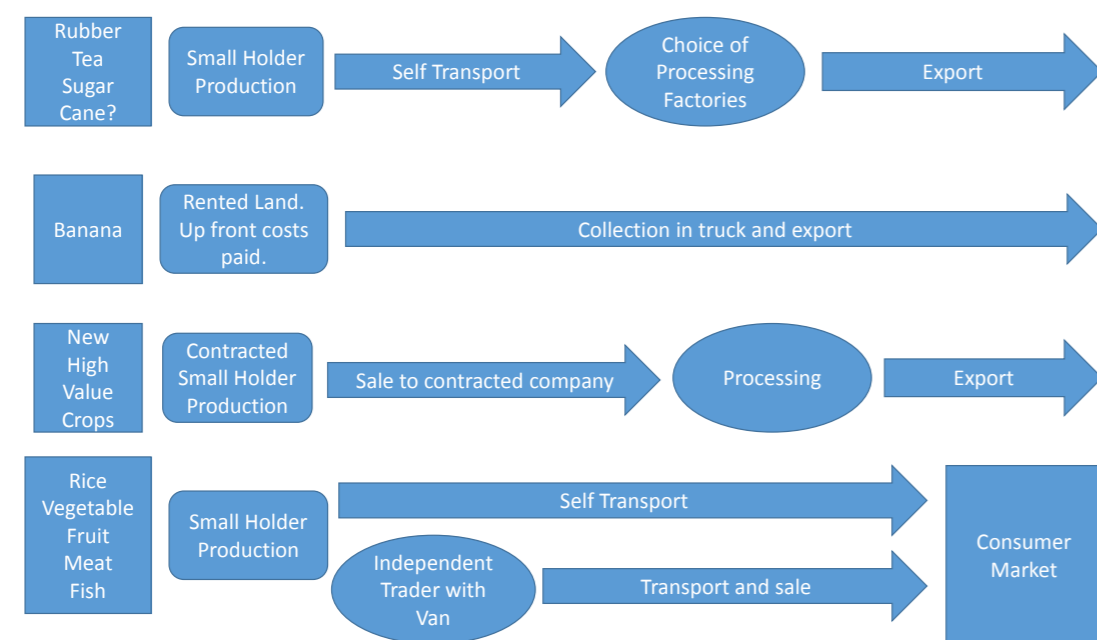 Rubber
Tea
Sugar
Cane?
Small Holder
Production
Self Transport
Choice of
Processing
Factories
Export
Banana
Rented Land.
Up front costs
paid.
Collection in truck and export
New
High
Value
Crops
Contracted
Small Holder
Production
Sale to contracted company
Processing
Export
Rice
Vegetable
Fruit
Meat
Fish
Small Holder
Production
Self Transport
Independent
Trader with
Van
Transport and sale
Consumer
Market